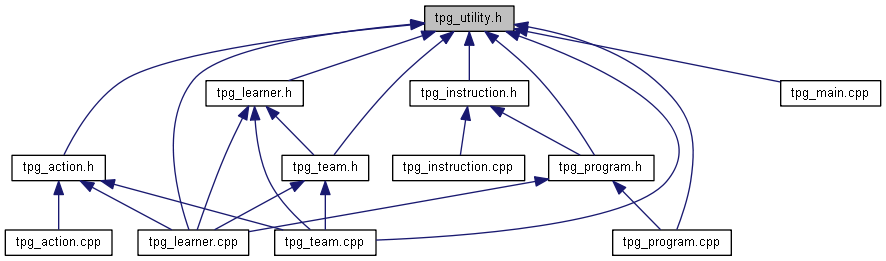 tpg_utility.h
tpg_learner.h
tpg_instruction.h
tpg_main.cpp
tpg_action.h
tpg_team.h
tpg_instruction.cpp
tpg_program.h
tpg_action.cpp
tpg_learner.cpp
tpg_team.cpp
tpg_program.cpp